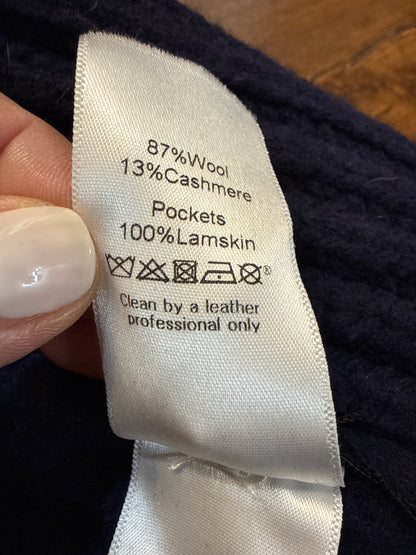 87%Wool
13%Cashmere
Pockets
100%Lamskin
Clean by a leather
professional only